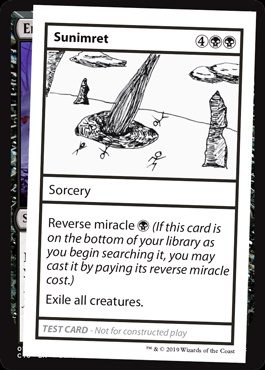 Sunimret 4
Sorcery
Reverse miracle (If this card is
on the bottom of your library as
you begin searching it, you may
cast it by paying its reverse miracle
cost.)
Exile all creatures.
TEST CARD - Not for constructed play
™ & © 2019 Wizards of the Coast